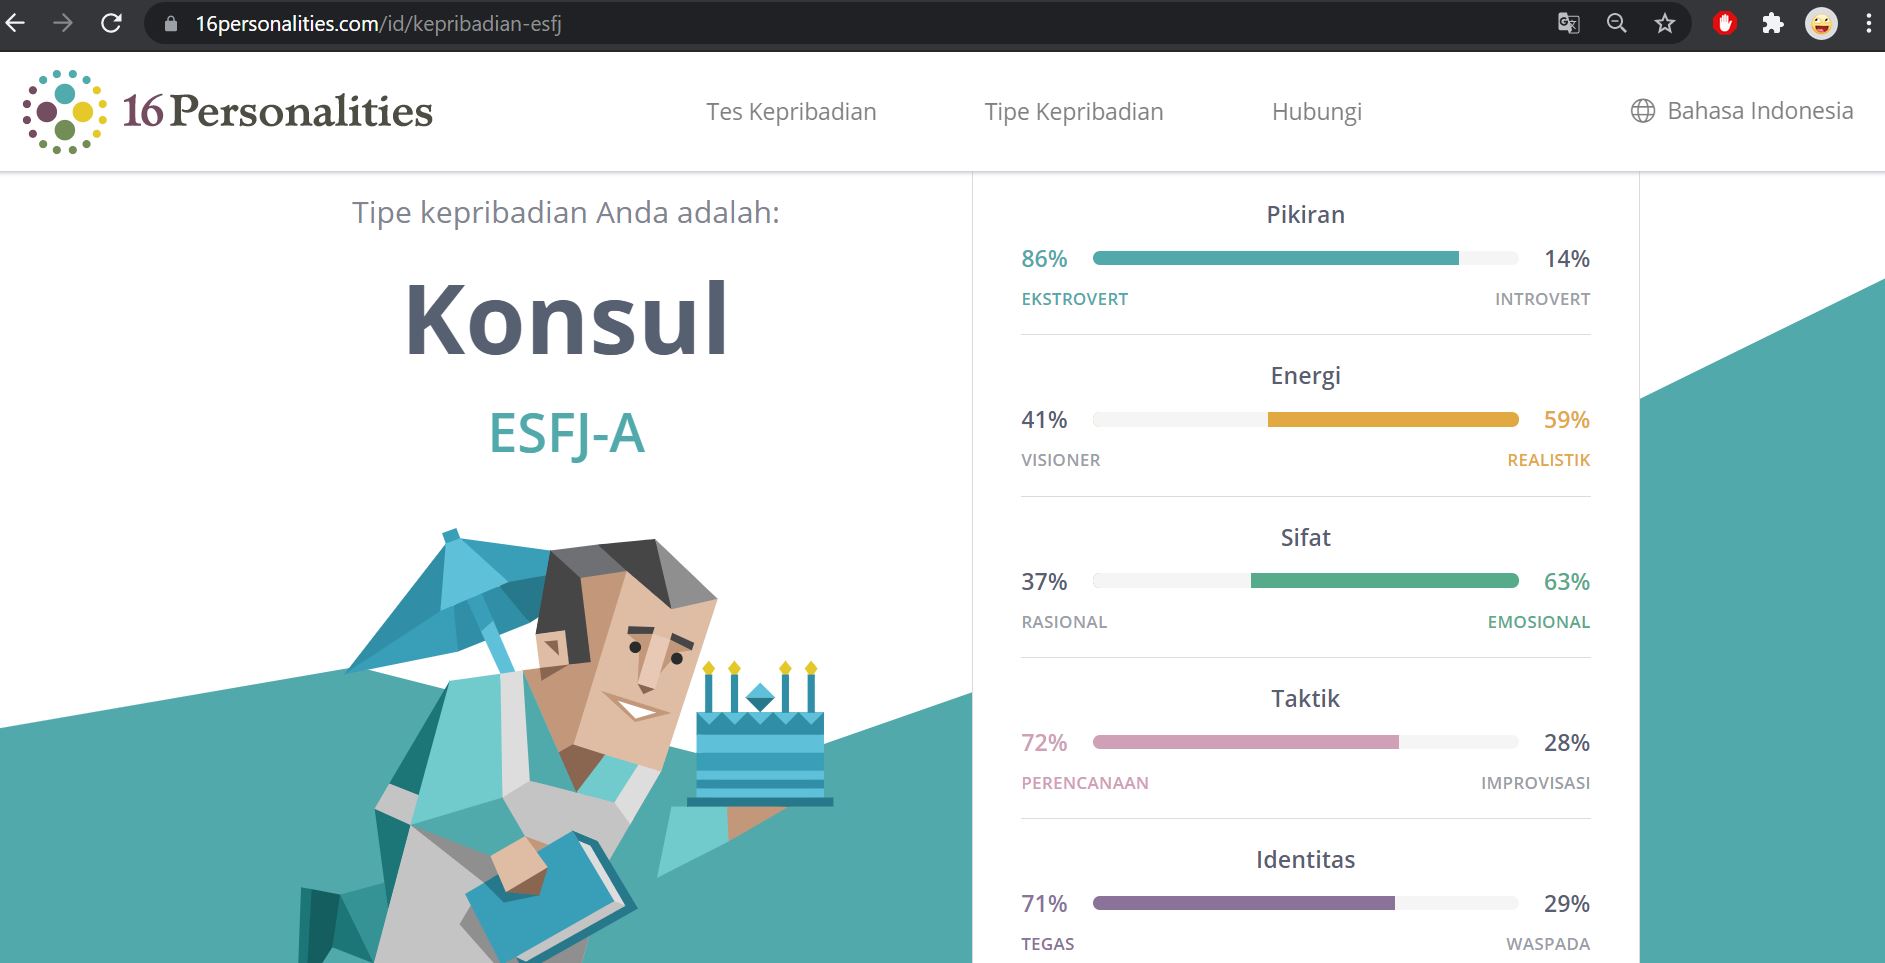 16personalities.com/id/kepribadian-esfj
16Personalities
Tes Kepribadian
Tipe Kepribadian
Hubungi
Bahasa Indonesia
Tipe kepribadian Anda adalah:
Konsul
ESFJ-A
Pikiran
86%
14%
EKSTROVERT
INTROVERT
Energi
41%
59%
VISIONER
REALISTIK
Sifat
37%
63%
RASIONAL
EMOSIONAL
Taktik
72%
28%
PERENCANAAN
IMPROVISASI
Identitas
71%
29%
TEGAS
WASPADA